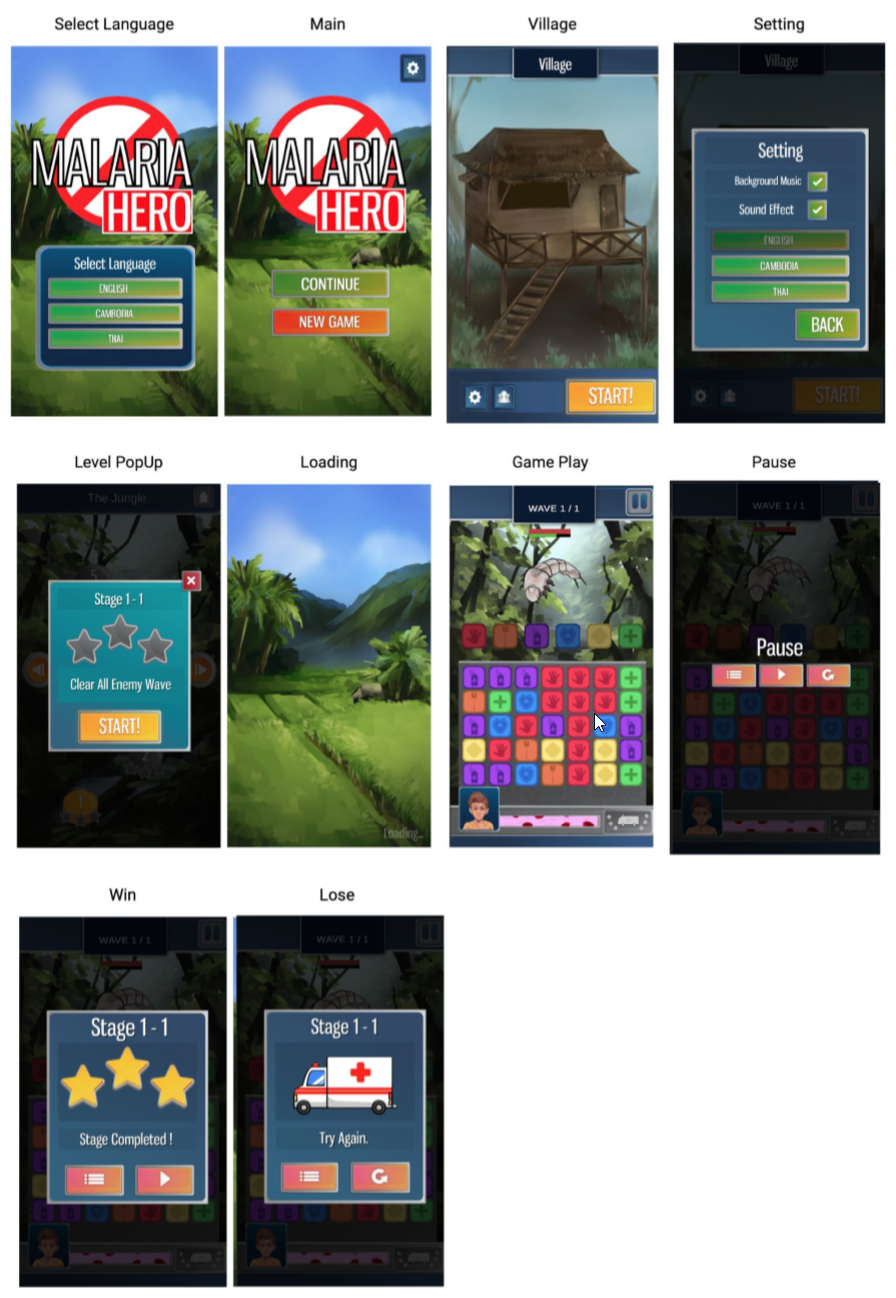 Select Language
Main
Village
Setting
MALARIA
HERO
Select Language
ENGLISH
CAMBODIA
THAI
MALARIA
HERO
CONTINUE
NEW GAME
Village
START!
Village
Setting
Background Music
Sound Effect
ENGLISH
CAMBODIA
THAI
BACK
START!
Level PopUp
Loading
Game Play
Pause
The Jungle
Stage 1 - 1
Clear All Enemy Wave
START!
2
1
Loading...
WAVE 1 / 1
WAVE 1 / 1
Pause
Win
Lose
WAVE 1 / 1
Stage 1 - 1
Stage Completed !
WAVE 1 / 1
Stage 1 - 1
Try Again.